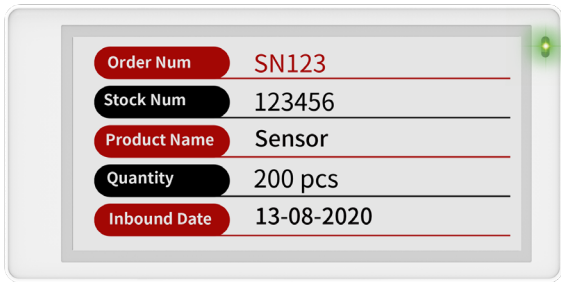 Order Num SN123
Stock Num 123456
Product Name Sensor
Quantity 200 pcs
Inbound Date 13-08-2020